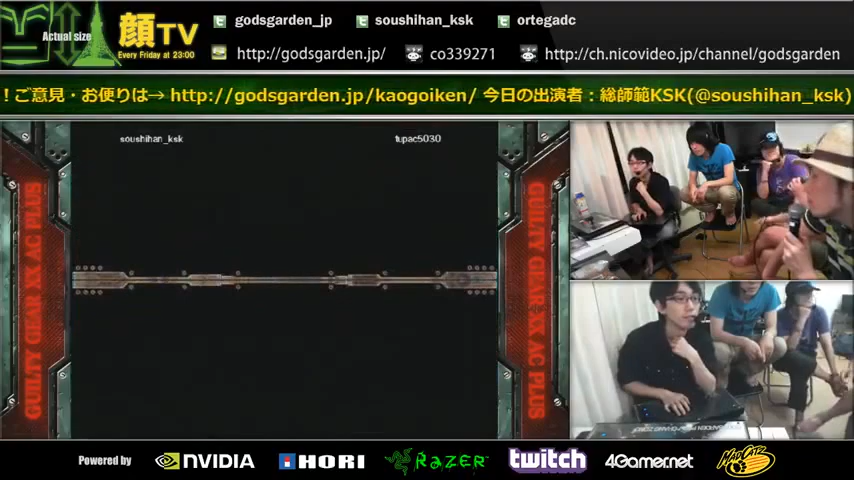 Actual size
顔TV
Every Friday at 23:00
godsgarden_jp
soushihan_ksk
ortegadc
http://godsgarden.jp/
co339271
http://ch.nicovideo.jp/channel/godsgarden
！ご意見・お便りは→ http://godsgarden.jp/kaogoiken/ 今日の出演者：総師範KSK(@soushihan_ksk)
soushihan_ksk
tupac5030
GUILTY GEAR XX AC PLUS
GUILTY GEAR XX AC PLUS
Powered by
NVIDIA
HORI
RAZER
twitch
4Gamer.net
MADCATZ